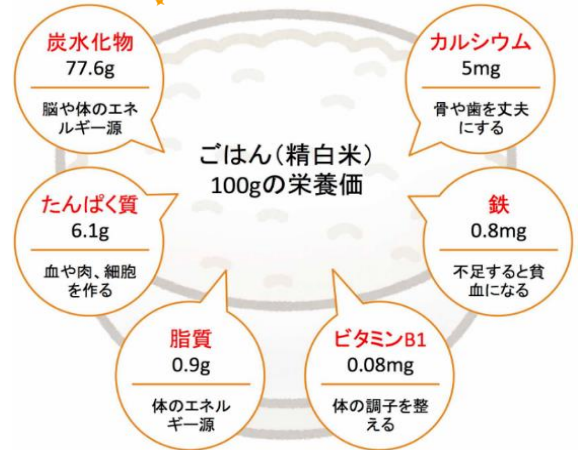 ごはん（精白米）
100gの栄養価
炭水化物
77.6g
脳や体のエネ
ルギー源
たんぱく質
6.1g
血や肉、細胞
を作る
脂質
0.9g
体のエネル
ギー源
ビタミンB1
0.08mg
体の調子を整
える
鉄
0.8mg
不足すると貧
血になる
カルシウム
5mg
骨や歯を丈夫
にする